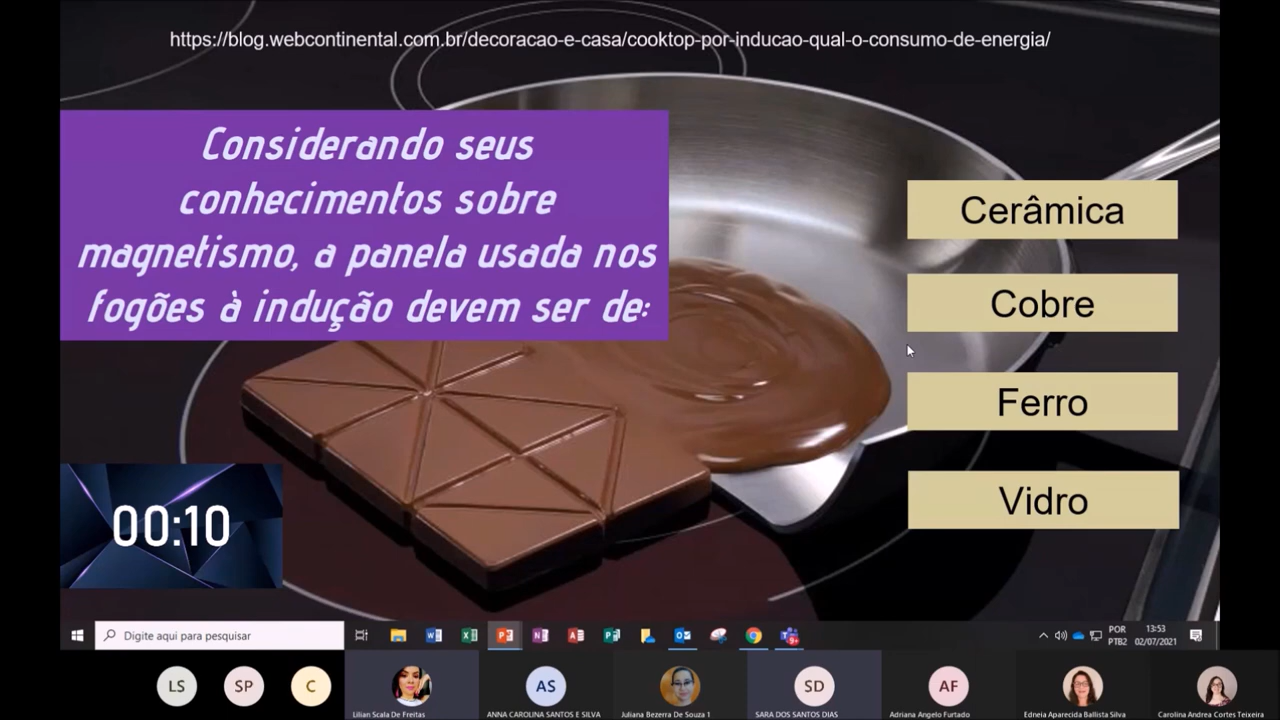 https://blog.webcontinental.com.br/decoracao-e-casa/cooktop-por-inducao-qual-o-consumo-de-energia/
Considerando seus
conhecimentos sobre
magnetismo, a panela usada nos
fogões à indução devem ser de:
Cerâmica
Cobre
Ferro
Vidro
00:10
Digite aqui para pesquisar
POR
PTB2
13:53
02/07/2021
LS
SP
C
AS
SD
AF
Lilian Scala De Freitas
ANNA CAROLINA SANTOS E SILVA
Juliana Bezerra De Souza 1
SARA DOS SANTOS DIAS
Adriana Angelo Furtado
Edneia Aparecida Ballista Silva
Carolina Andrea Cortes Teixeira